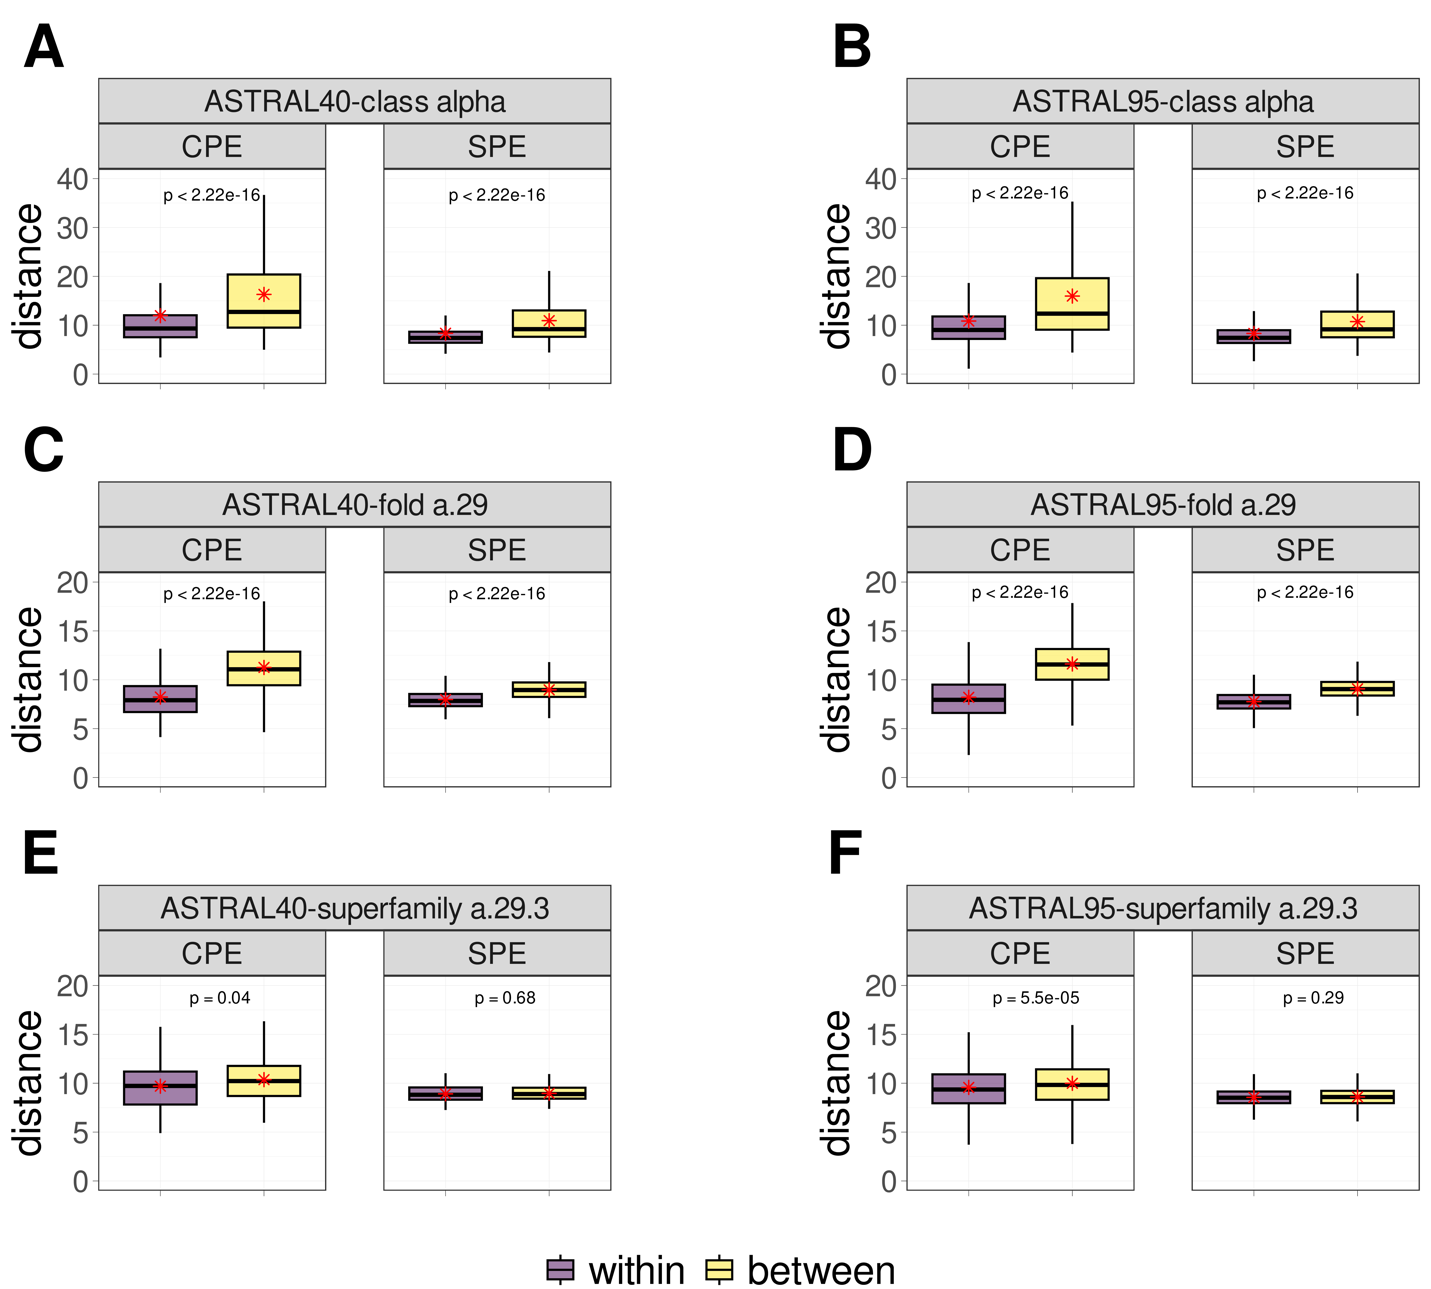 A
B
ASTRAL40-class alpha
ASTRAL95-class alpha
CPE
SPE
CPE
SPE
distance
40
30
20
10
0
p < 2.22e-16
p < 2.22e-16
distance
40
30
20
10
0
p < 2.22e-16
p < 2.22e-16
C
D
ASTRAL40-fold a.29
ASTRAL95-fold a.29
CPE
SPE
CPE
SPE
distance
20
15
10
5
0
p < 2.22e-16
p < 2.22e-16
distance
20
15
10
5
0
p < 2.22e-16
p < 2.22e-16
E
F
ASTRAL40-superfamily a.29.3
ASTRAL95-superfamily a.29.3
CPE
SPE
CPE
SPE
distance
20
15
10
5
0
p = 0.04
p = 0.68
distance
20
15
10
5
0
p = 5.5e-05
p = 0.29
within between